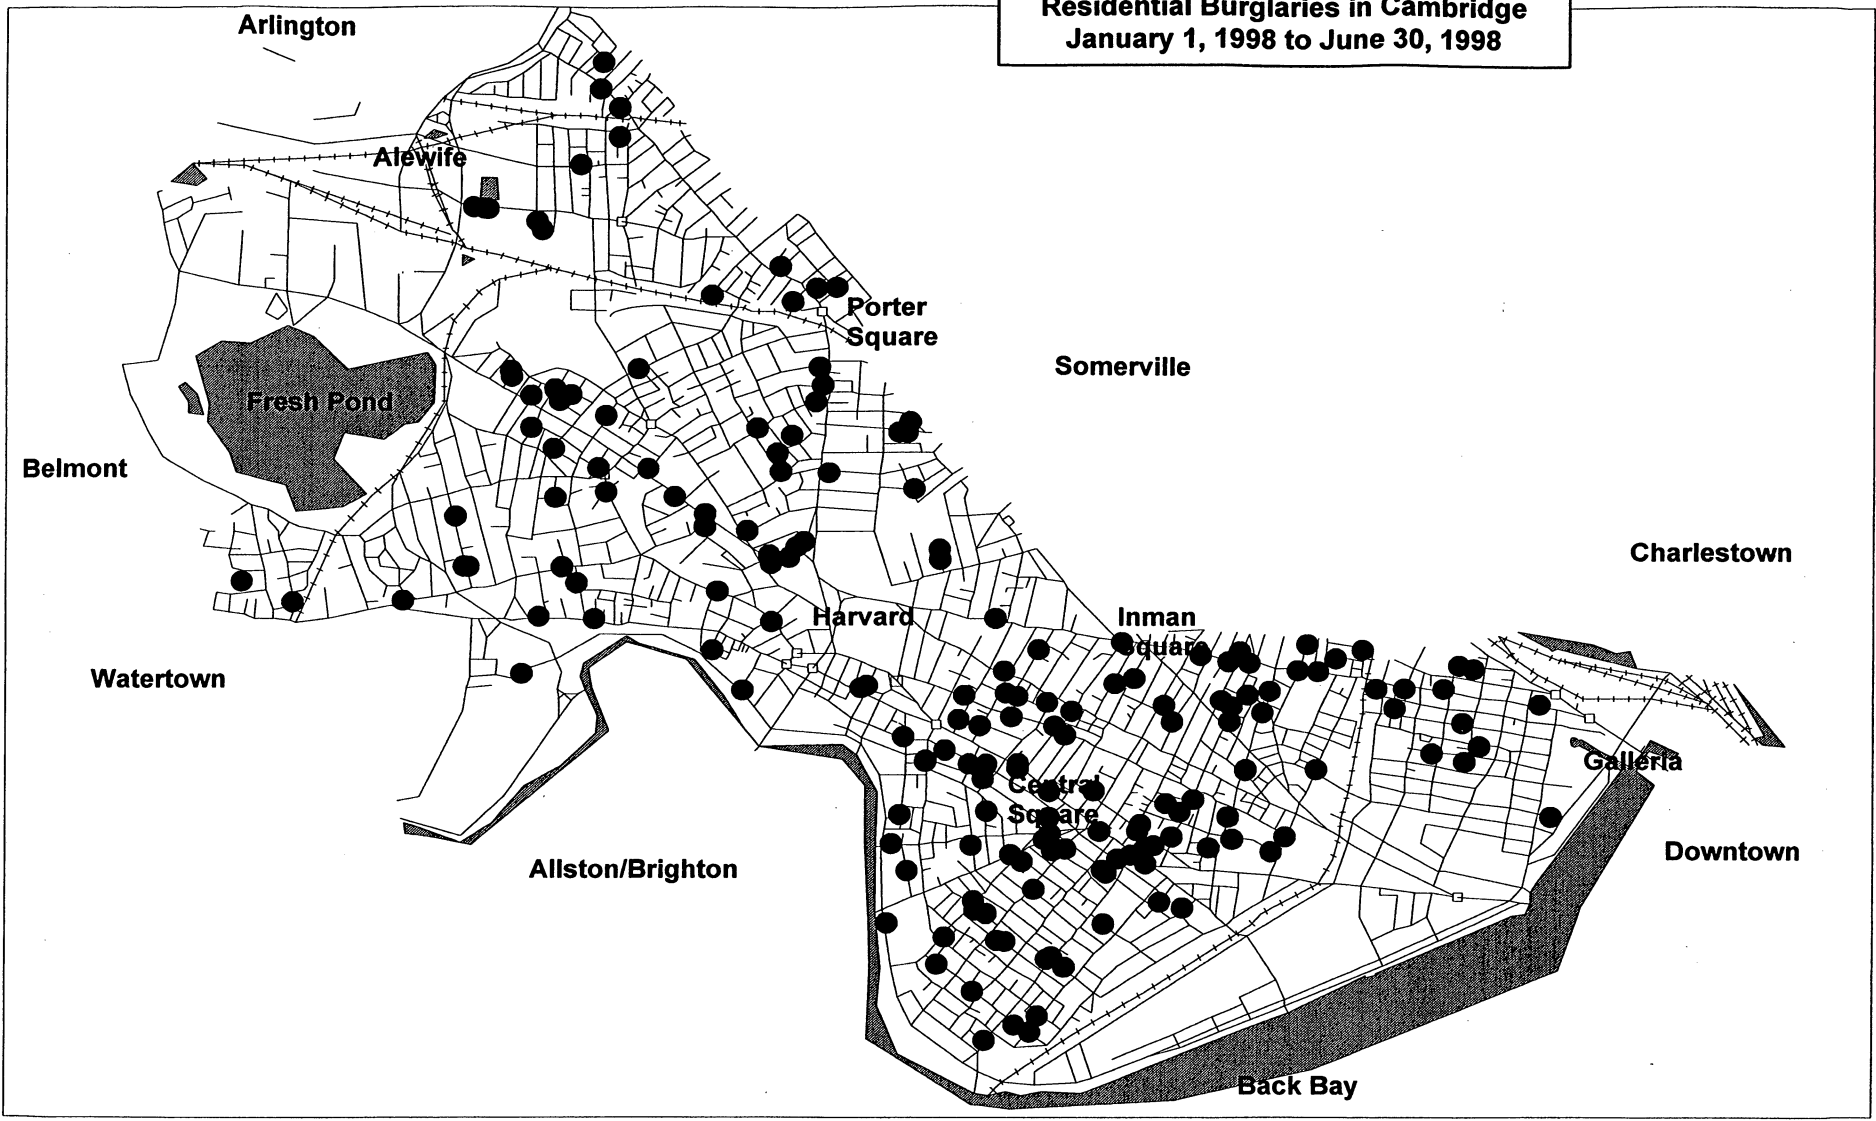 Residential Burglaries in Cambridge
January 1, 1998 to June 30, 1998
Arlington
Alewife
Porter
Square
Somerville
Fresh Pond
Belmont
Charlestown
Harvard
Inman
Square
Watertown
Galleria
Central
Square
Downtown
Allston/Brighton
Back Bay